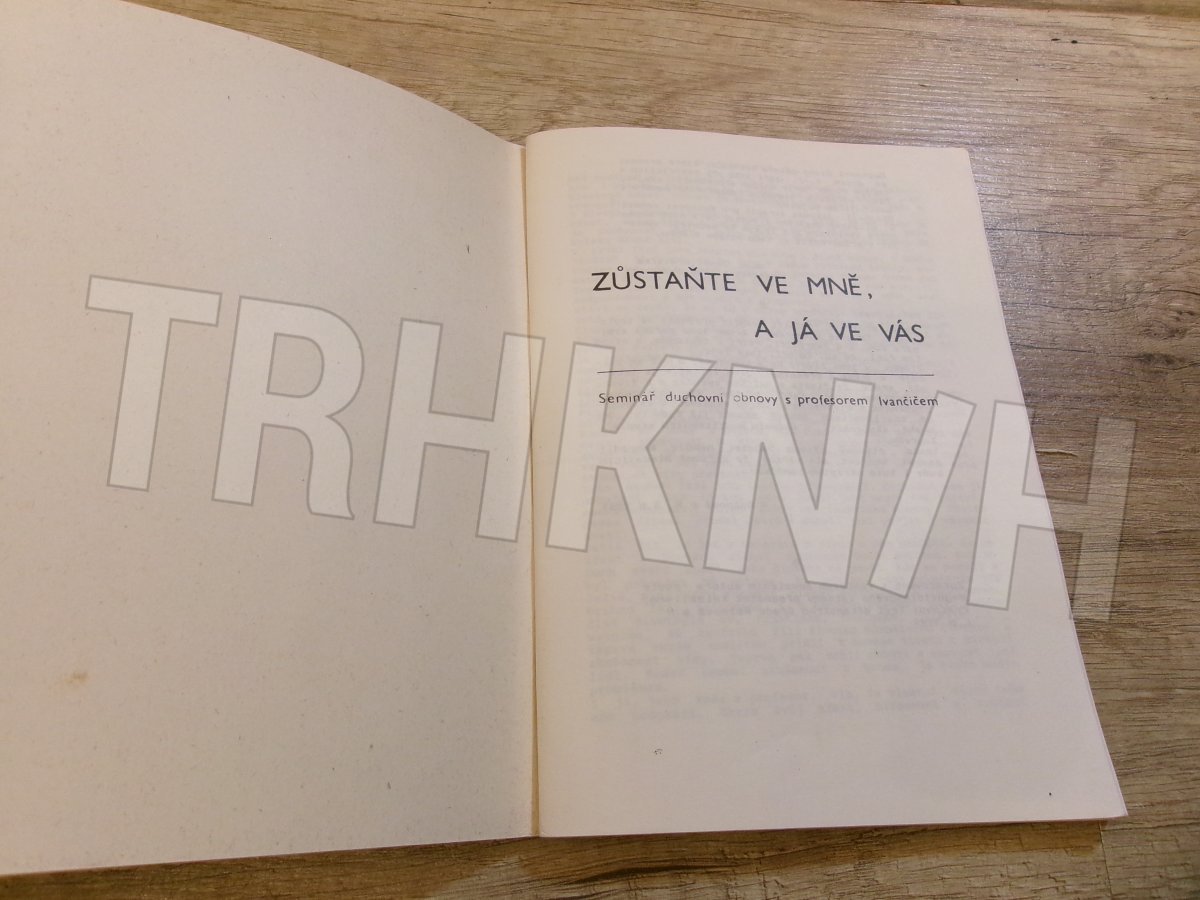 ZŮSTAŇTE VE MNĚ,
A JÁ VE VÁS
Seminář duchovní obnovy s profesorem Ivančičem
TRHKNIH